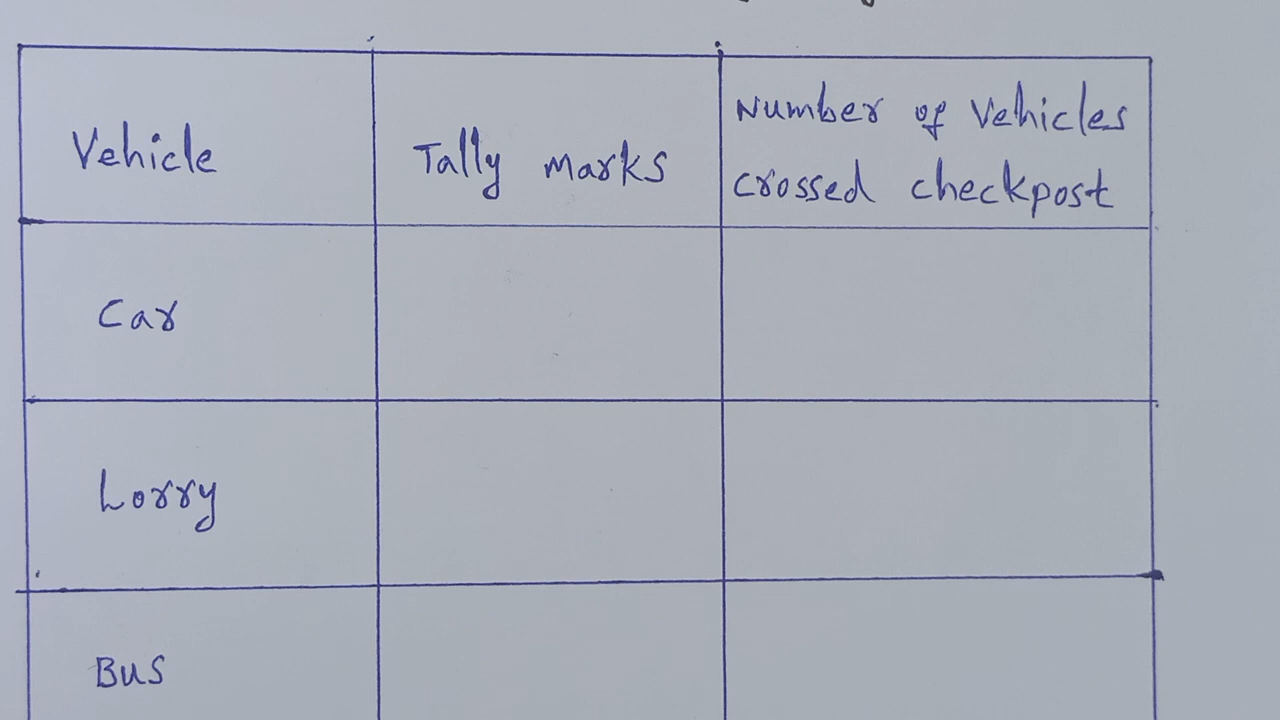 Vehicle
Tally marks
Number of Vehicles
crossed checkpost
Car
Lorry
Bus